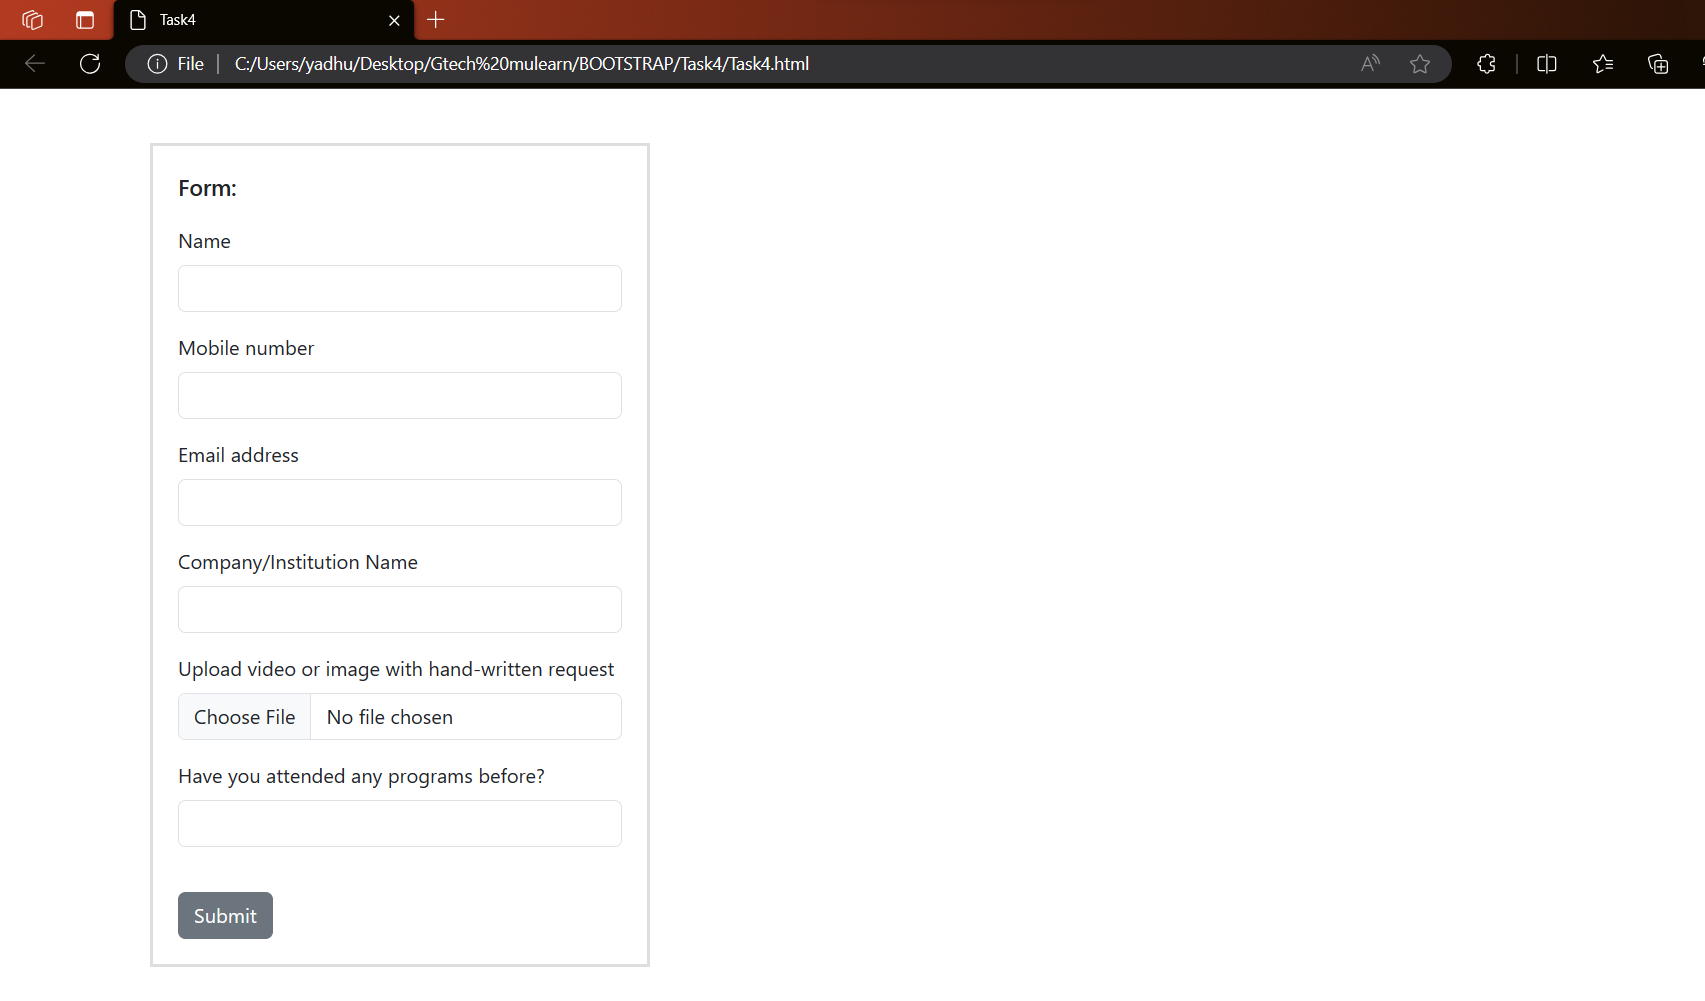 Task4
File
C:/Users/yadhu/Desktop/Gtech%20mulearn/BOOTSTRAP/Task4/Task4.html
Form:
Name
Mobile number
Email address
Company/Institution Name
Upload video or image with hand-written request
Choose File No file chosen
Have you attended any programs before?
Submit